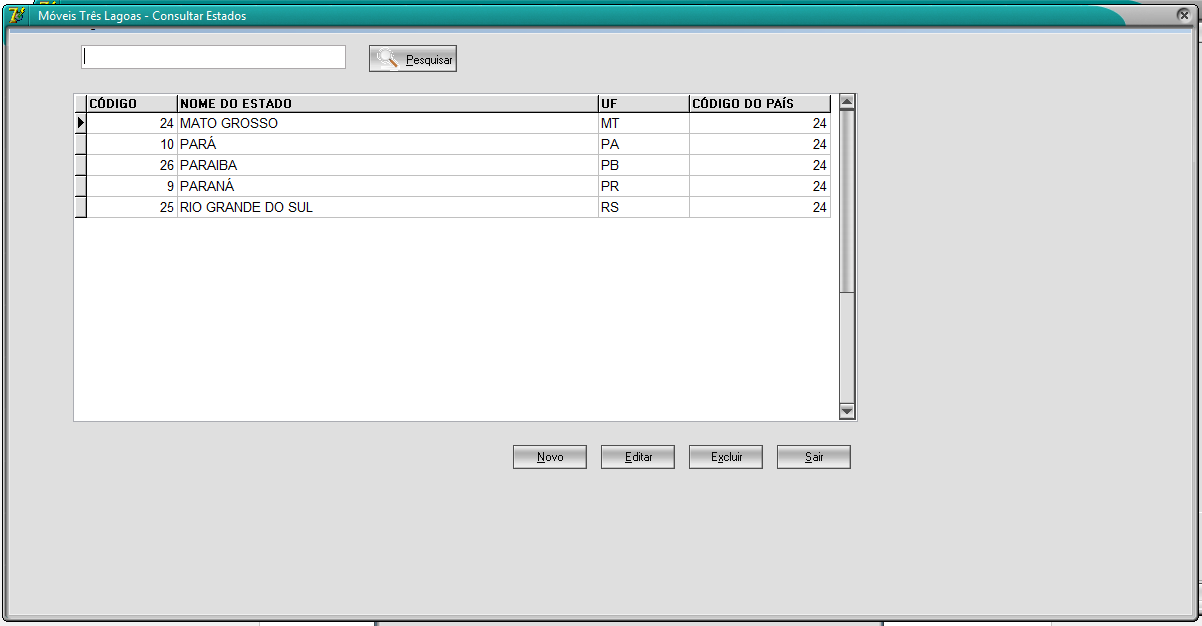 Móveis Três Lagoas - Consultar Estados
Pesquisar
CÓDIGO NOME DO ESTADO UF CÓDIGO DO PAÍS
24 MATO GROSSO MT 24
10 PARÁ PA 24
26 PARAIBA PB 24
9 PARANÁ PR 24
25 RIO GRANDE DO SUL RS 24
Novo Editar Excluir Sair